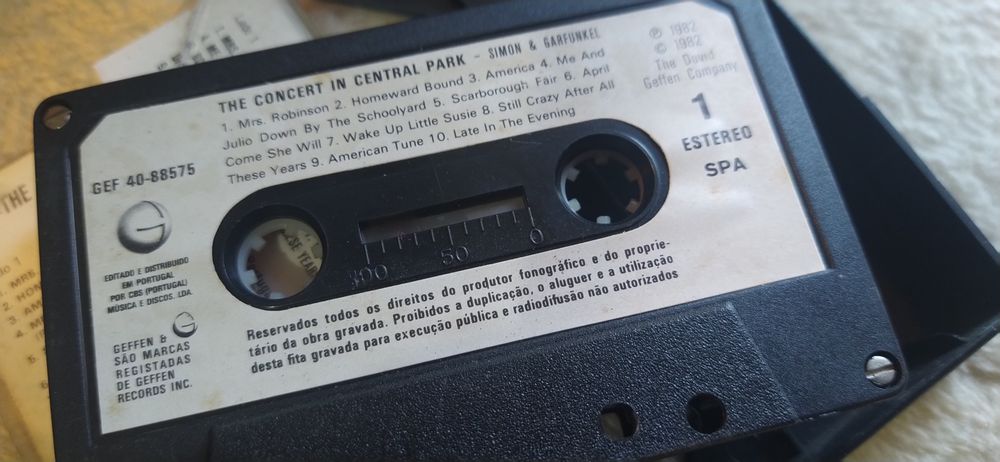 THE CONCERT IN CENTRAL PARK - SIMON & GARFUNKEL
1. Mrs. Robinson 2. Homeward Bound 3. America 4. Me And
Julio Down By The Schoolyard 5. Scarborough Fair 6. April
Come She Will 7. Wake Up Little Susie 8. Still Crazy After All
These Years 9. American Tune 10. Late In The Evening
℗ 1982
© 1982
The Dowd
Geffen Company
1
ESTEREO
SPA
GEF 40-88575
G
EDITADO E DISTRIBUIDO
EM PORTUGAL
POR CBS (PORTUGAL)
MÚSICA E DISCOS, LDA.
GEFFEN & G
SÃO MARCAS
REGISTADAS
DE GEFFEN
RECORDS INC.
100 50 0
Reservados todos os direitos do produtor fonográfico e do proprie-
tário da obra gravada. Proibidos a duplicação, o aluguer e a utilização
desta fita gravada para execução pública e radiodifusão não autorizados
THE